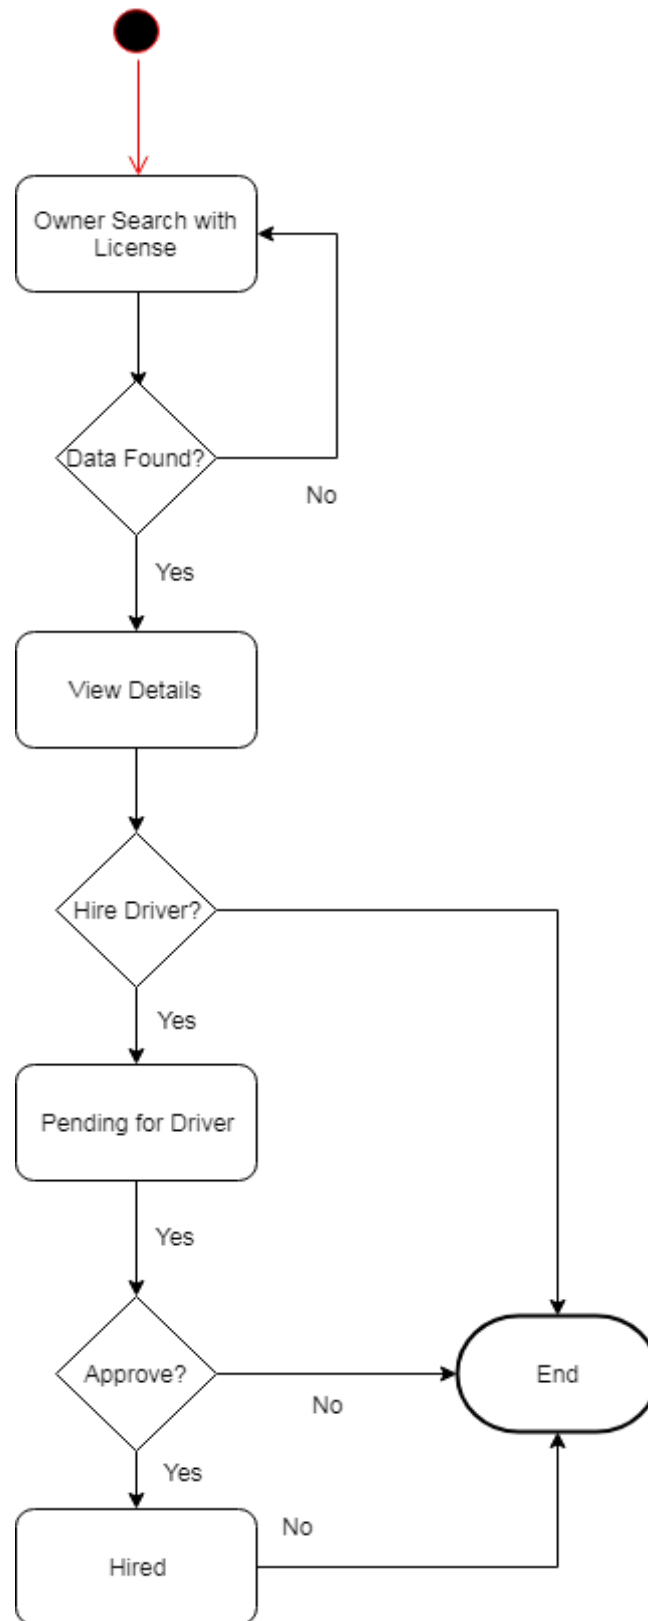 Owner Search with
License
Data Found?
No
Yes
View Details
Hire Driver?
Yes
Pending for Driver
Yes
Approve?
No
End
Yes
No
Hired